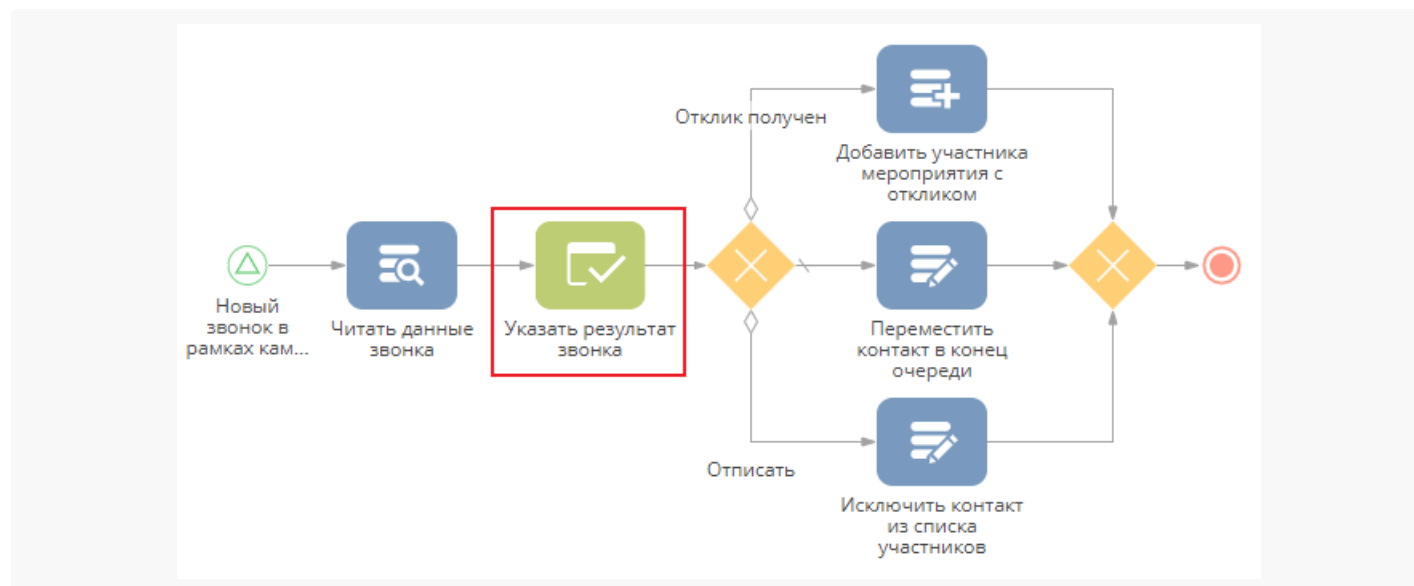 Отклик получен
Добавить участника
мероприятия с
откликом
Новый
звонок в
рамках кам...
Читать данные
звонка
Указать результат
звонка
Переместить
контакт в конец
очереди
Отписать
Исключить контакт
из списка
участников